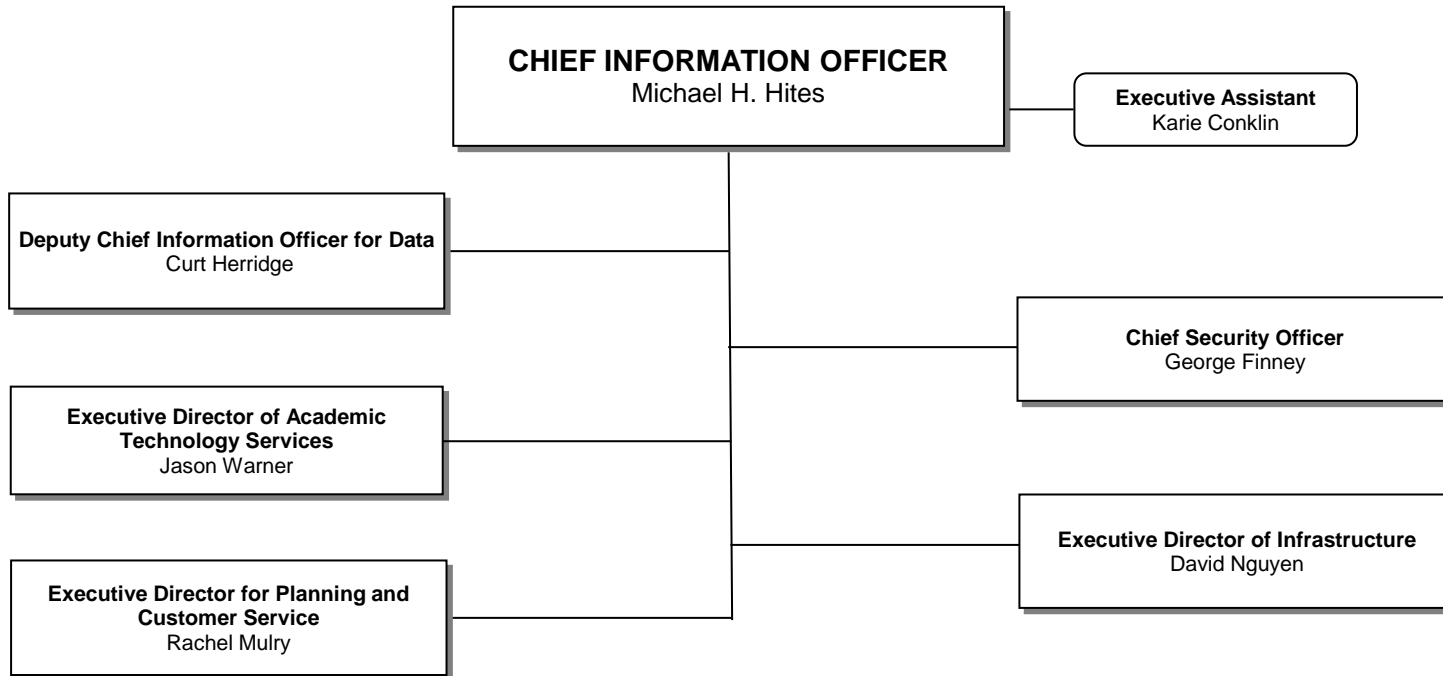 CHIEF INFORMATION OFFICER
Michael H. Hites
Executive Assistant
Karie Conklin
Deputy Chief Information Officer for Data
Curt Herridge
Chief Security Officer
George Finney
Executive Director of Academic
Technology Services
Jason Warner
Executive Director of Infrastructure
David Nguyen
Executive Director for Planning and
Customer Service
Rachel Mulry